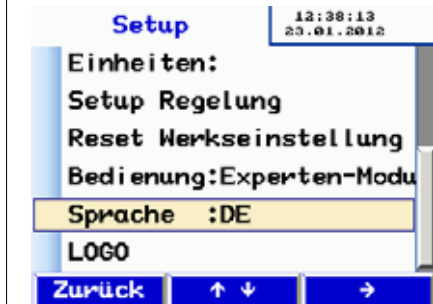 Setup
12:38:13
23.01.2012
Einheiten:
Setup Regelung
Reset Werkseinstellung
Bedienung:Experten-Modu
Sprache :DE
LOGO
Zurück ↑ ↓ →